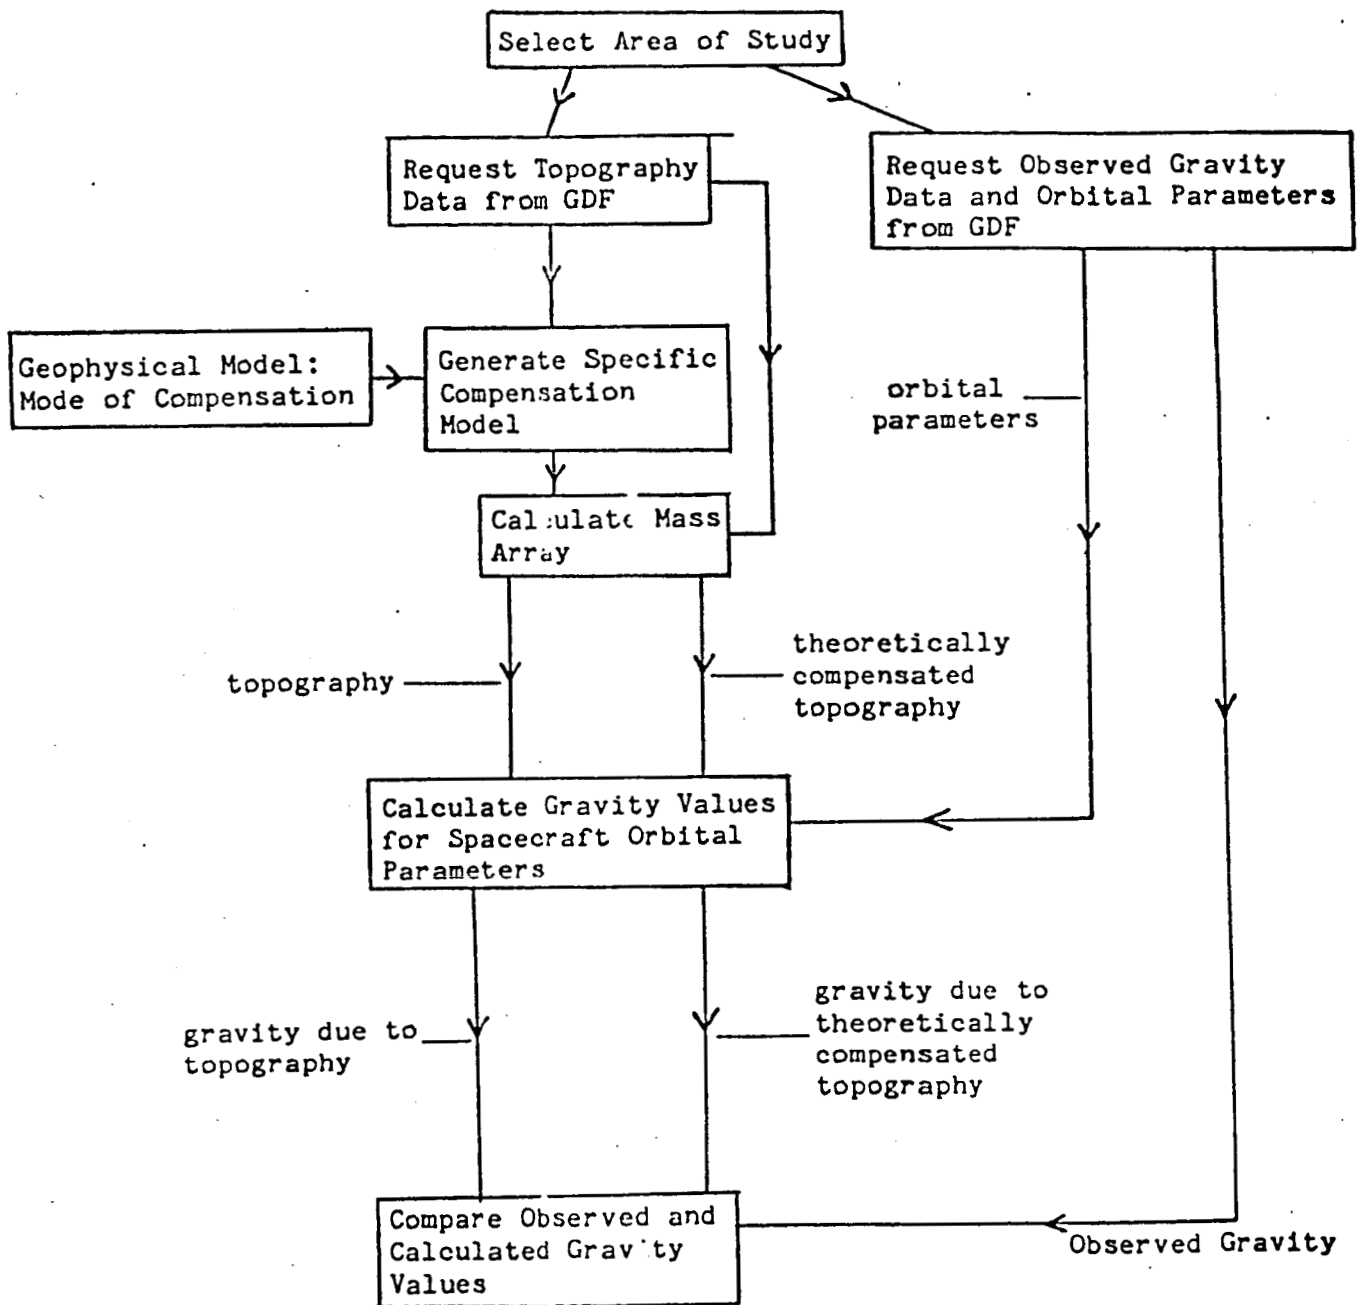 Select Area of Study
Request Topography
Data from GDF
Request Observed Gravity
Data and Orbital Parameters
from GDF
Geophysical Model:
Mode of Compensation
Generate Specific
Compensation
Model
orbital
parameters
Calculate Mass
Array
topography
theoretically
compensated
topography
Calculate Gravity Values
for Spacecraft Orbital
Parameters
gravity due to
topography
gravity due to
theoretically
compensated
topography
Compare Observed and
Calculated Gravity
Values
Observed Gravity